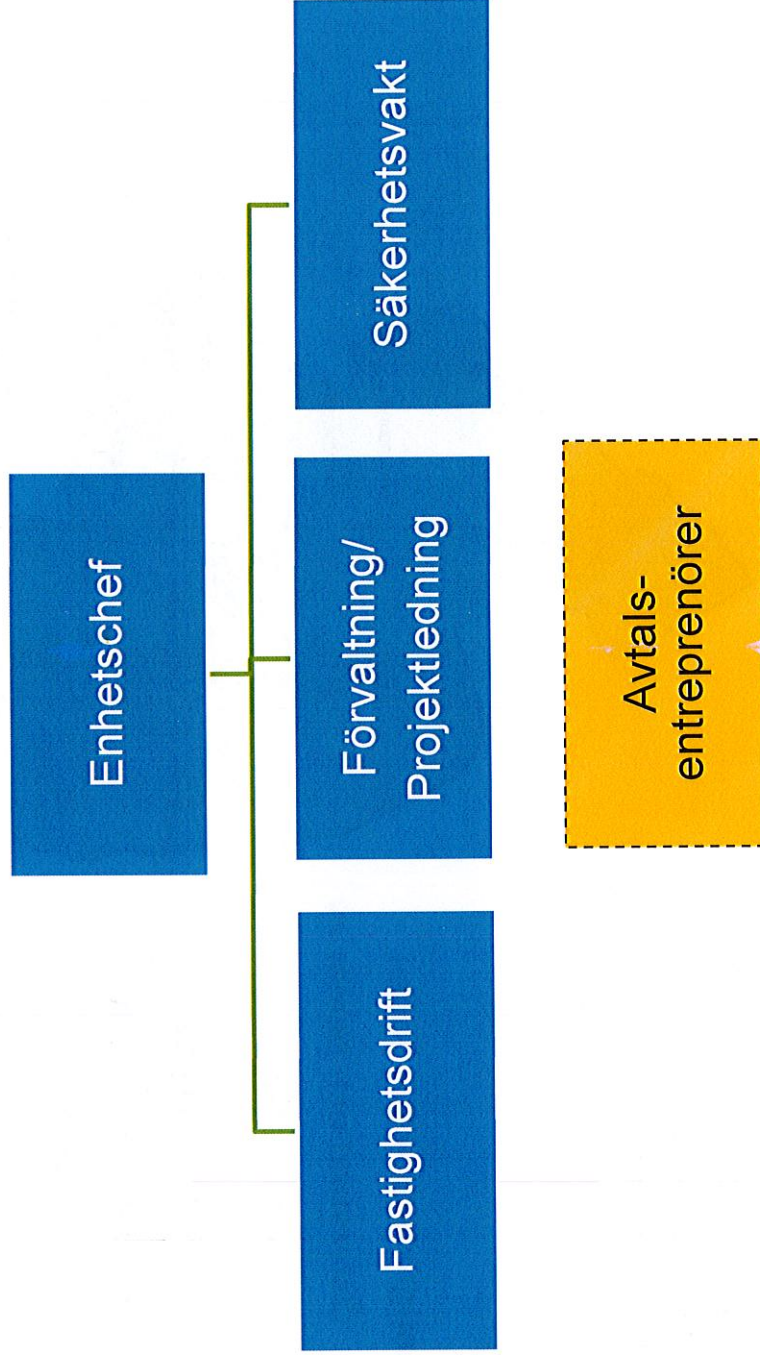 Enhetschef
Fastighetsdrift
Förvaltning/
Projektledning
Säkerhetsvakt
Avtals-
entreprenörer